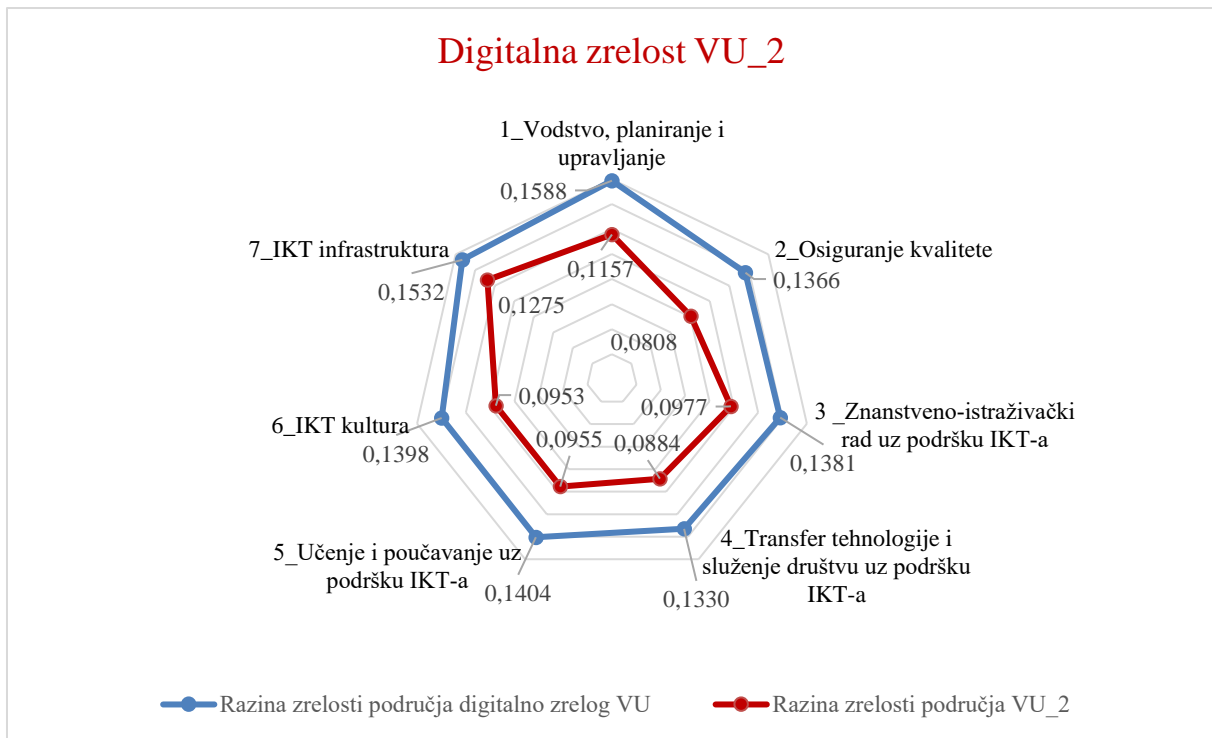 Digitalna zrelost VU_2
1_Vodstvo, planiranje i
upravljanje
0,1588
7_IKT infrastruktura
2_Osiguranje kvalitete
0,1157
0,1366
0,1532
0,1275
0,0808
0,0953
0,0977
3 _Znanstveno-istraživački
rad uz podršku IKT-a
6_IKT kultura
0,1398
0,0955
0,0884
0,1381
4_Transfer tehnologije i
služenje društvu uz podršku
IKT-a
5_Učenje i poučavanje uz
podršku IKT-a
0,1404
0,1330
Razina zrelosti područja digitalno zrelog VU
Razina zrelosti područja VU_2